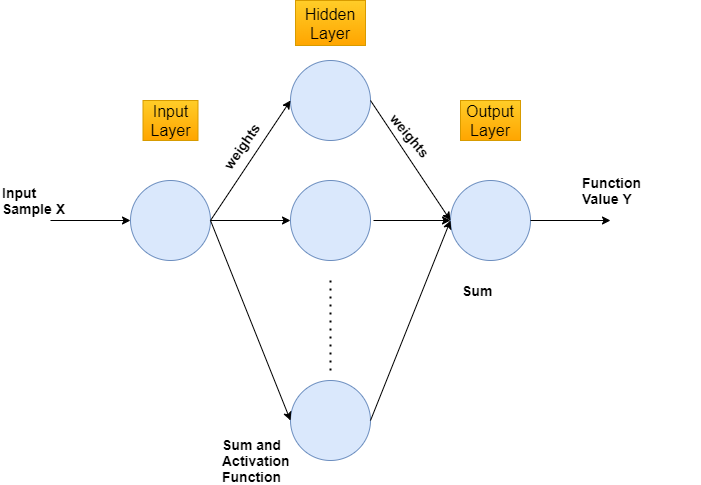 Hidden
Layer
Input
Layer
Output
Layer
weights
weights
Input
Sample X
Function
Value Y
Sum
Sum and
Activation
Function